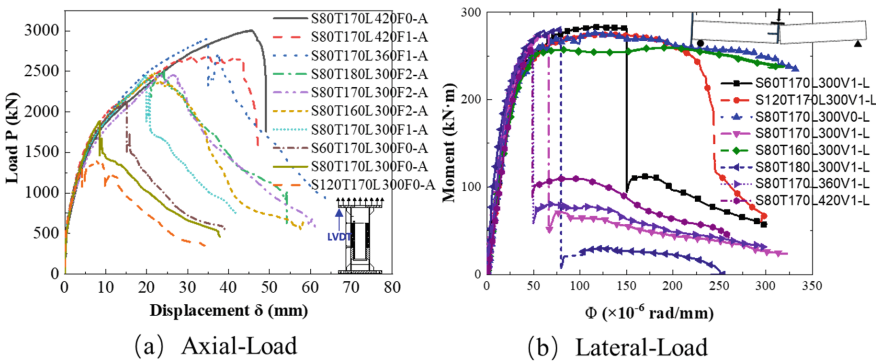 S80T170L420F0-A
S80T170L420F1-A
S80T170L360F1-A
S80T180L300F2-A
S80T170L300F2-A
S80T160L300F2-A
S80T170L300F1-A
S60T170L300F0-A
S80T170L300F0-A
S120T170L300F0-A
LVDT
Load P (kN)
3000
2500
2000
1500
1000
500
0
0 10 20 30 40 50 60 70 80
Displacement δ (mm)
(a) Axial-Load
300
200
100
0
Moment (kN·m)
S60T170L300V1-L
S120T170L300V1-L
S80T170L300V0-L
S80T170L300V1-L
S80T160L300V1-L
S80T180L300V1-L
S80T170L360V1-L
S80T170L420V1-L
0 50 100 150 200 250 300 350
Φ (×10⁻⁶ rad/mm)
(b) Lateral-Load